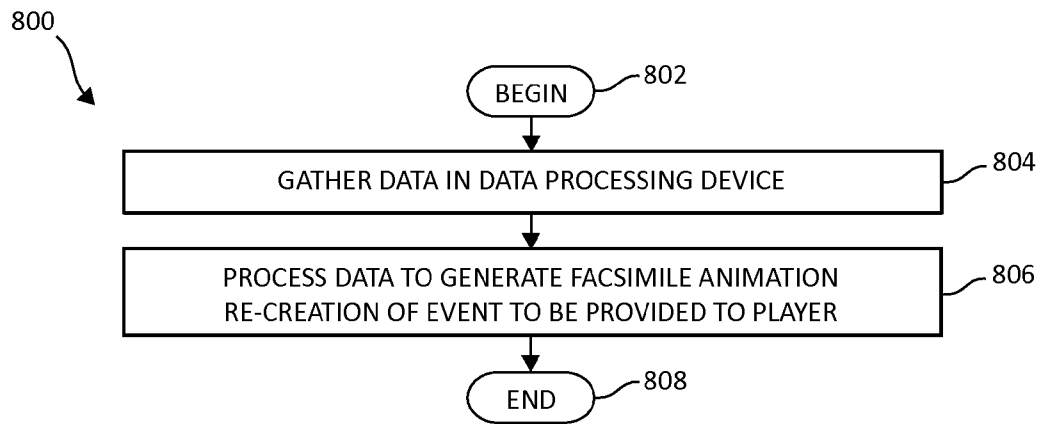 800
BEGIN
802
GATHER DATA IN DATA PROCESSING DEVICE
804
PROCESS DATA TO GENERATE FACSIMILE ANIMATION
RE-CREATION OF EVENT TO BE PROVIDED TO PLAYER
806
END
808